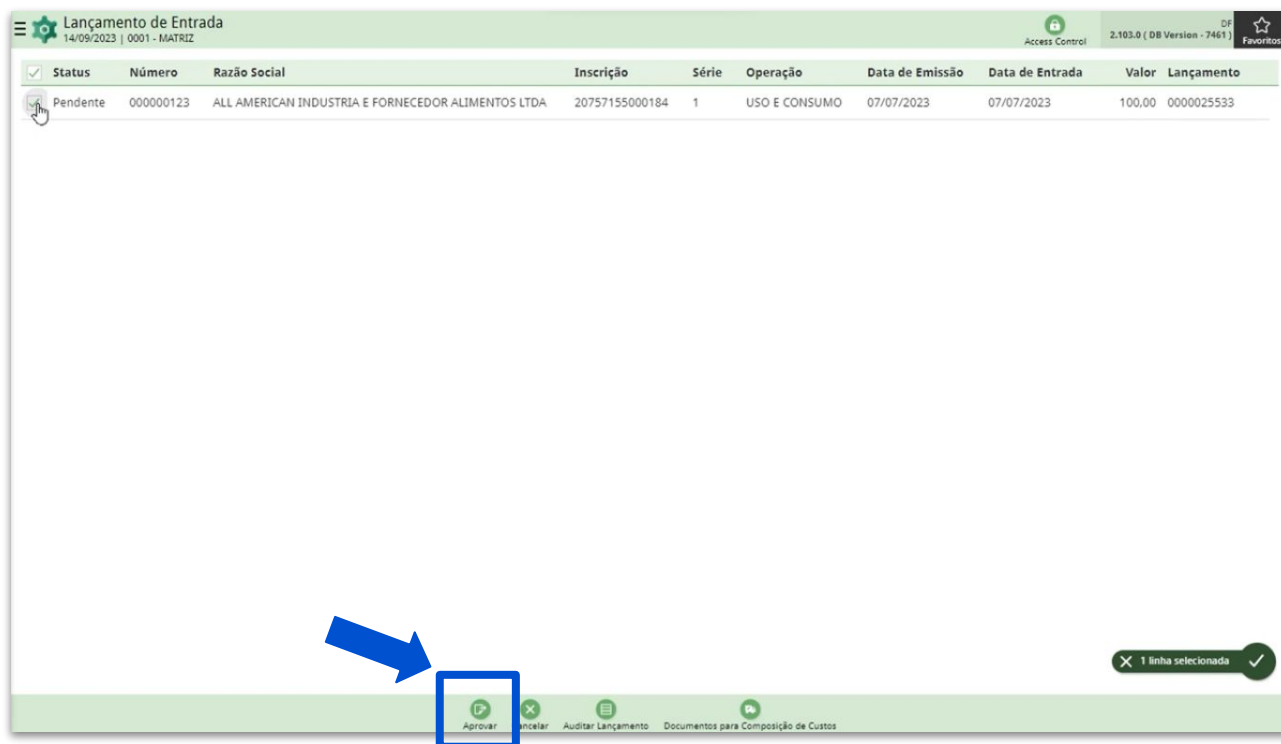 Lançamento de Entrada
14/09/2023 | 0001 - MATRIZ
Access Control
DF
2.103.0 ( DB Version - 7461 )
Favoritos
Status Número Razão Social Inscrição Série Operação Data de Emissão Data de Entrada Valor Lançamento
Pendente 000000123 ALL AMERICAN INDUSTRIA E FORNECEDOR ALIMENTOS LTDA 20757155000184 1 USO E CONSUMO 07/07/2023 07/07/2023 100,00 0000025533
1 linha selecionada
Aprovar ancelar Auditar Lançamento Documentos para Composição de Custos